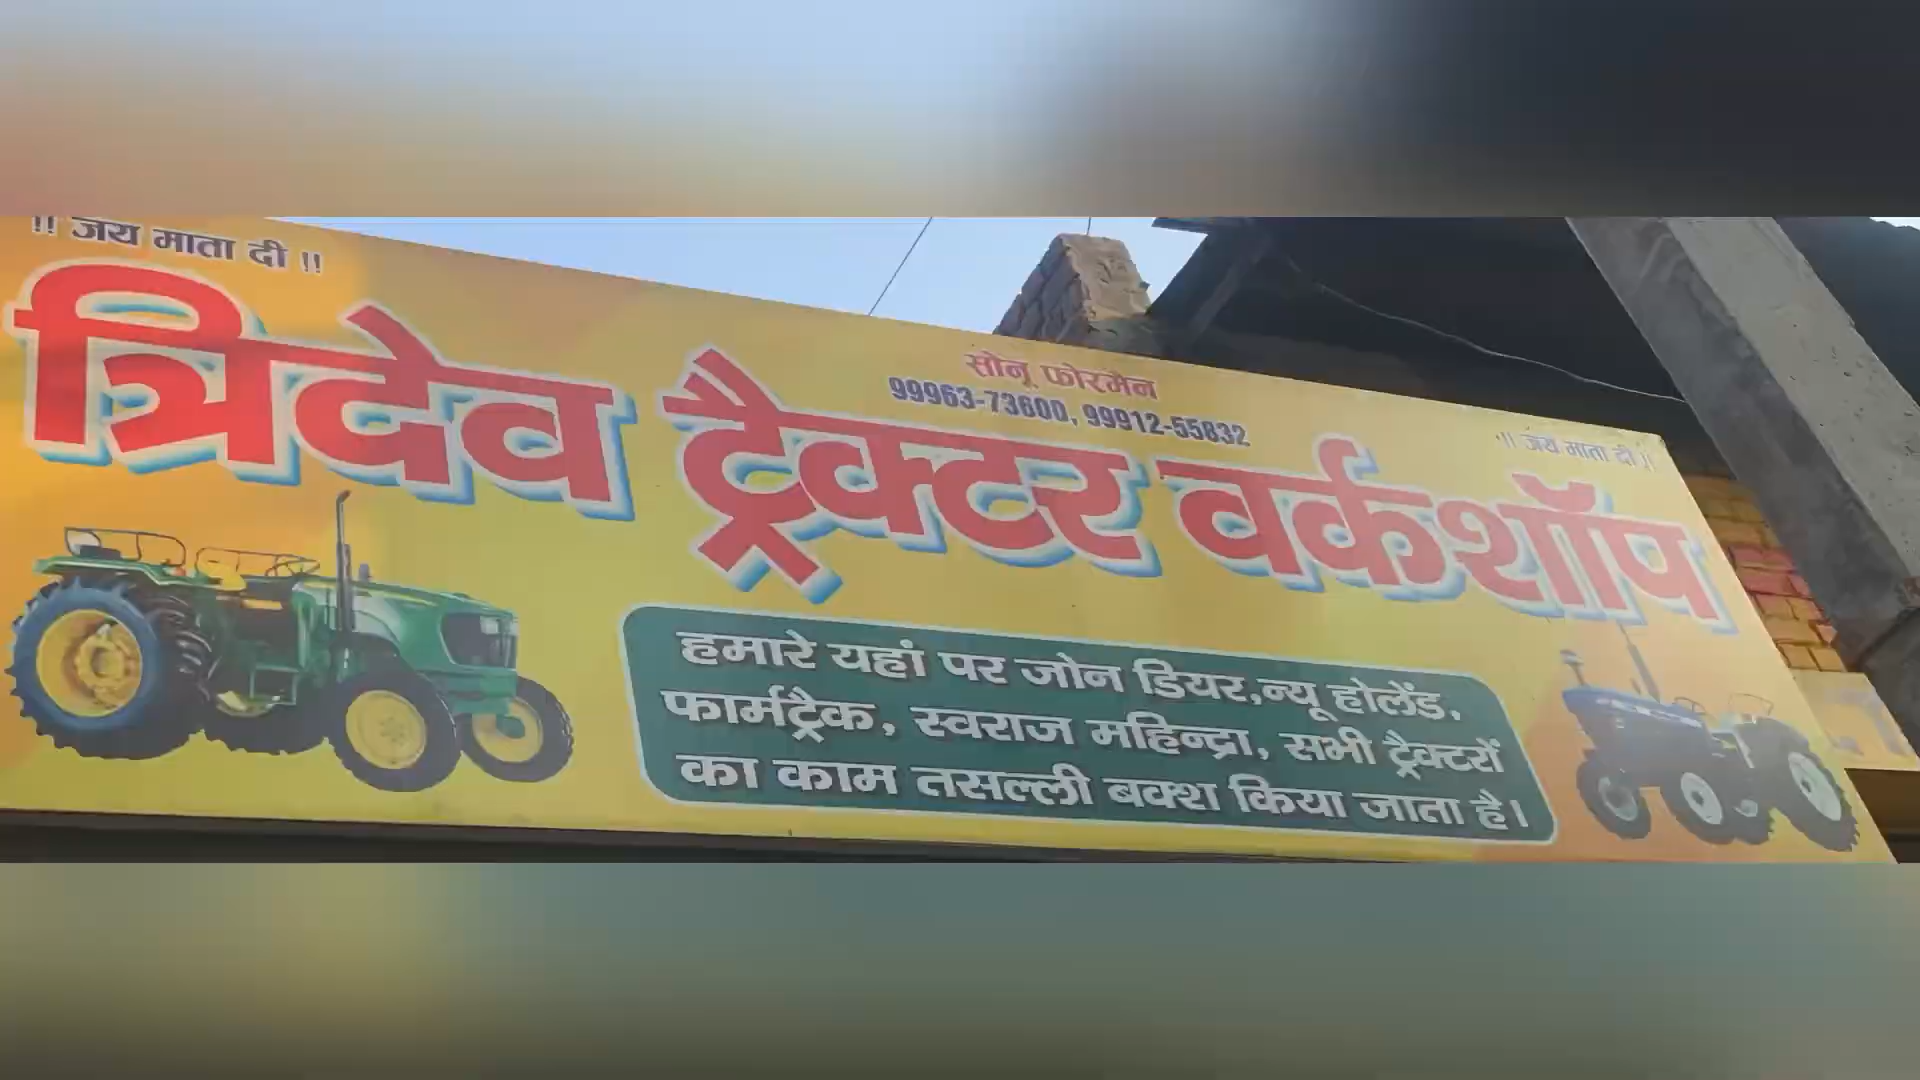 !! जय माता दी !!
सोनू फोरमैन
99963-73600, 99912-55832
!! जय माता दी !!
त्रिदेव ट्रैक्टर वर्कशॉप
हमारे यहां पर जोन डियर,न्यू होलेंड,
फार्मट्रैक, स्वराज महिन्द्रा, सभी ट्रैक्टरों
का काम तसल्ली बक्श किया जाता है।